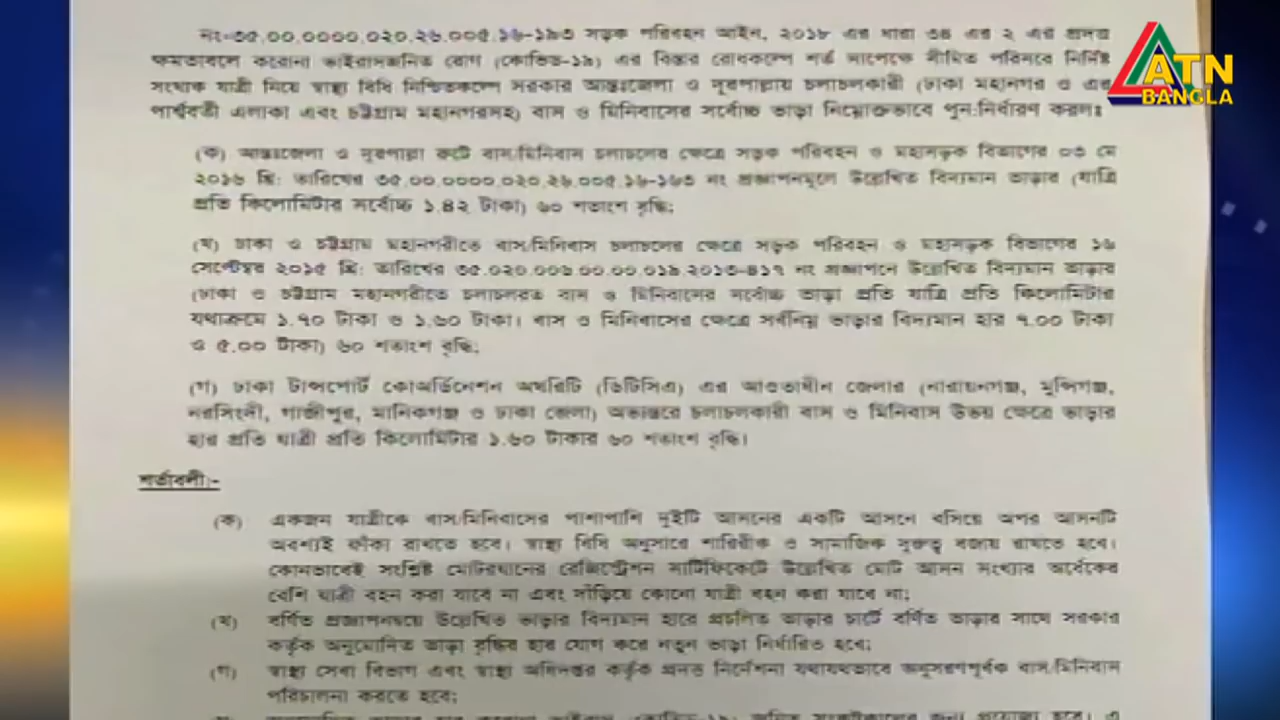 নং-৩৫.০০.০০০০.০২০.২৬.০০৫.১৬-১৯৩ সড়ক পরিবহন আইন, ২০১৮ এর ধারা ৩৪ এর ২ এর প্রদত্ত
ক্ষমতাবলে করোনা ভাইরাসজনিত রোগ (কোভিড-১৯) এর বিস্তার রোধকল্পে শর্ত সাপেক্ষে সীমিত পরিসরে নির্দিষ্ট
সংখ্যক যাত্রী নিয়ে স্বাস্থ্য বিধি নিশ্চিতকল্পে সরকার আন্তঃজেলা ও দূরপাল্লায় চলাচলকারী (ঢাকা মহানগর ও এর
পার্শ্ববর্তী এলাকা এবং চট্টগ্রাম মহানগরসহ) বাস ও মিনিবাসের সর্বোচ্চ ভাড়া নিম্নোক্তভাবে পুন:নির্ধারণ করলঃ
(ক) আন্তঃজেলা ও দূরপাল্লা রুটে বাস/মিনিবাস চলাচলের ক্ষেত্রে সড়ক পরিবহন ও মহাসড়ক বিভাগের ০৩ মে
২০১৬ খ্রি: তারিখের ৩৫.০০.০০০০.০২০.২৬.০০৫.১৬-১৬৩ নং প্রজ্ঞাপনমূলে উল্লেখিত বিদ্যমান ভাড়ার (যাত্রি
প্রতি কিলোমিটার সর্বোচ্চ ১.৪২ টাকা) ৬০ শতাংশ বৃদ্ধি;
(খ) ঢাকা ও চট্টগ্রাম মহানগরীতে বাস/মিনিবাস চলাচলের ক্ষেত্রে সড়ক পরিবহন ও মহাসড়ক বিভাগের ১৬
সেপ্টেম্বর ২০১৫ খ্রি: তারিখের ৩৫.০২০.০০৬.০০.০০.০১৯.২০১৩-৪১৭ নং প্রজ্ঞাপনে উল্লেখিত বিদ্যমান ভাড়ার
(ঢাকা ও চট্টগ্রাম মহানগরীতে চলাচলরত বাস ও মিনিবাসের সর্বোচ্চ ভাড়া প্রতি যাত্রি প্রতি কিলোমিটার
যথাক্রমে ১.৭০ টাকা ও ১.৬০ টাকা। বাস ও মিনিবাসের ক্ষেত্রে সর্বনিম্ন ভাড়ার বিদ্যমান হার ৭.০০ টাকা
ও ৫.০০ টাকা) ৬০ শতাংশ বৃদ্ধি;
(গ) ঢাকা ট্রান্সপোর্ট কোঅর্ডিনেশন অথরিটি (ডিটিসিএ) এর আওতাধীন জেলার (নারায়নগঞ্জ, মুন্সিগঞ্জ,
নরসিংদী, গাজীপুর, মানিকগঞ্জ ও ঢাকা জেলা) অভ্যন্তরে চলাচলকারী বাস ও মিনিবাস উভয় ক্ষেত্রে ভাড়ার
হার প্রতি যাত্রী প্রতি কিলোমিটার ১.৬০ টাকার ৬০ শতাংশ বৃদ্ধি।
শর্তাবলী:-
(ক) একজন যাত্রীকে বাস/মিনিবাসের পাশাপাশি দুইটি আসনের একটি আসনে বসিয়ে অপর আসনটি
অবশ্যই ফাঁকা রাখতে হবে। স্বাস্থ্য বিধি অনুসারে শারিরীক ও সামাজিক দূরুত্ব বজায় রাখতে হবে।
কোনভাবেই সংশ্লিষ্ট মোটরযানের রেজিস্ট্রেশন সার্টিফিকেটে উল্লেখিত মোট আসন সংখ্যার অর্ধেকের
বেশি যাত্রী বহন করা যাবে না এবং দাঁড়িয়ে কোনো যাত্রী বহন করা যাবে না;
(খ) বর্ণিত প্রজ্ঞাপনদ্বয়ে উল্লেখিত ভাড়ার বিদ্যমান হারে প্রচলিত ভাড়ার চার্টে বর্ণিত ভাড়ার সাথে সরকার
কর্তৃক অনুমোদিত ভাড়া বৃদ্ধির হার যোগ করে নতুন ভাড়া নির্ধারিত হবে;
(গ) স্বাস্থ্য সেবা বিভাগ এবং স্বাস্থ্য অধিদপ্তর কর্তৃক প্রদত্ত নির্দেশনা যথাযথভাবে অনুসরণপূর্বক বাস/মিনিবাস
পরিচালনা করতে হবে;
ATN
BANGLA